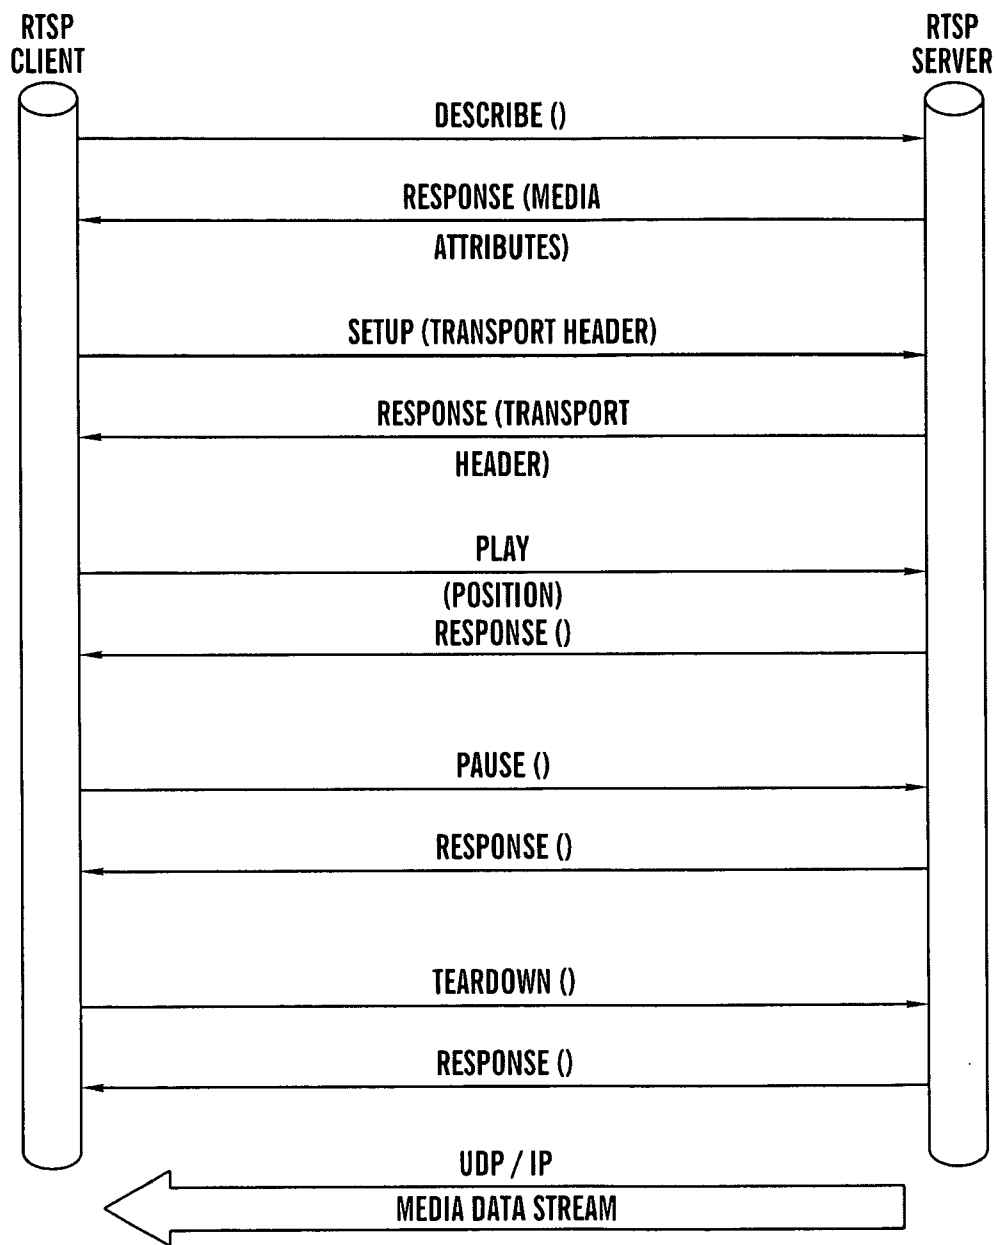 RTSP
CLIENT
RTSP
SERVER
DESCRIBE ()
RESPONSE (MEDIA
ATTRIBUTES)
SETUP (TRANSPORT HEADER)
RESPONSE (TRANSPORT
HEADER)
PLAY
(POSITION)
RESPONSE ()
PAUSE ()
RESPONSE ()
TEARDOWN ()
RESPONSE ()
UDP / IP
MEDIA DATA STREAM